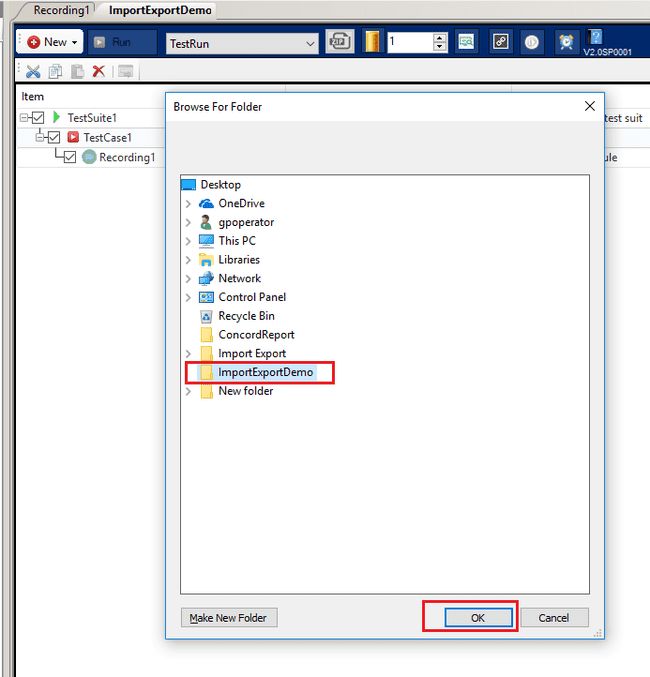 Recording1 ImportExportDemo
New Run TestRun ZIP 1 V2.0SP0001
Item
TestSuite1 test suit
TestCase1
Recording1 ule
Browse For Folder
Desktop
OneDrive
gpoperator
This PC
Libraries
Network
Control Panel
Recycle Bin
ConcordReport
Import Export
ImportExportDemo
New folder
Make New Folder OK Cancel